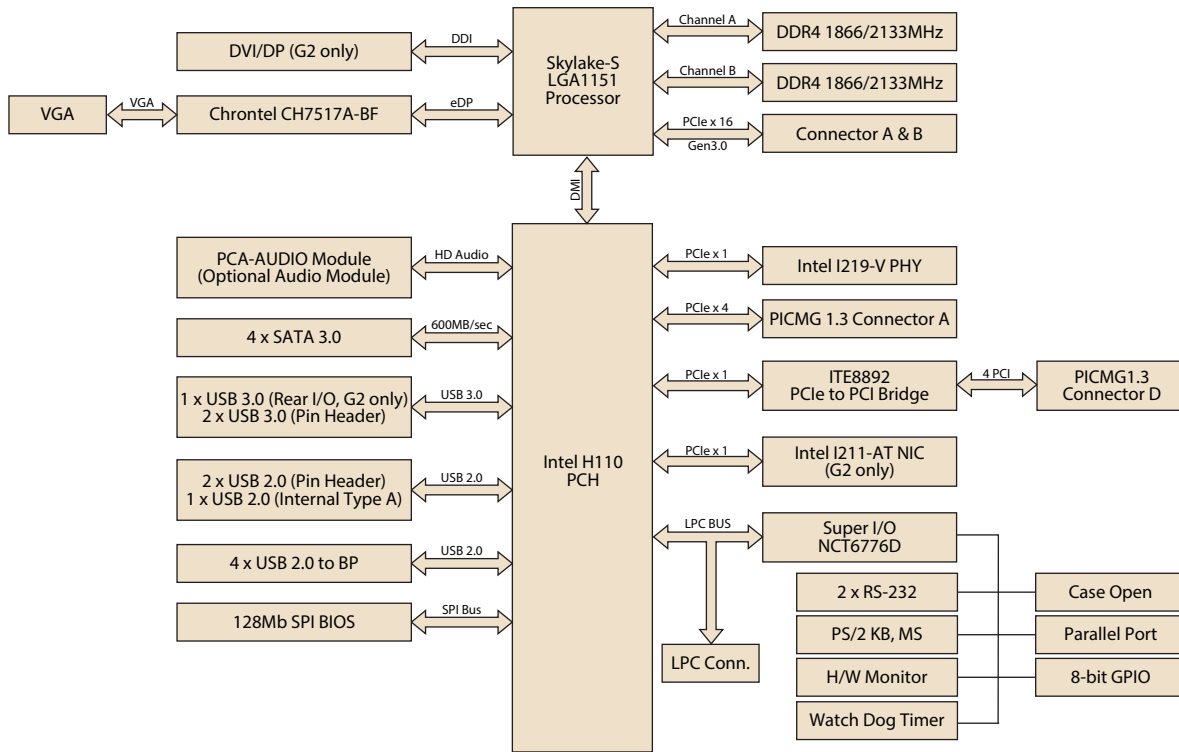 DVI/DP (G2 only)
DDI
VGA
VGA
Chrontel CH7517A-BF
eDP
Skylake-S
LGA1151
Processor
Channel A
DDR4 1866/2133MHz
Channel B
DDR4 1866/2133MHz
PCIe x 16
Gen3.0
Connector A & B
DMI
PCA-AUDIO Module
(Optional Audio Module)
HD Audio
4 x SATA 3.0
600MB/sec
1 x USB 3.0 (Rear I/O, G2 only)
2 x USB 3.0 (Pin Header)
USB 3.0
2 x USB 2.0 (Pin Header)
1 x USB 2.0 (Internal Type A)
USB 2.0
4 x USB 2.0 to BP
USB 2.0
128Mb SPI BIOS
SPI Bus
Intel H110
PCH
PCIe x 1
Intel I219-V PHY
PCIe x 4
PICMG 1.3 Connector A
PCIe x 1
ITE8892
PCIe to PCI Bridge
4 PCI
PICMG1.3
Connector D
PCIe x 1
Intel I211-AT NIC
(G2 only)
LPC BUS
Super I/O
NCT6776D
LPC Conn.
2 x RS-232
Case Open
PS/2 KB, MS
Parallel Port
H/W Monitor
8-bit GPIO
Watch Dog Timer